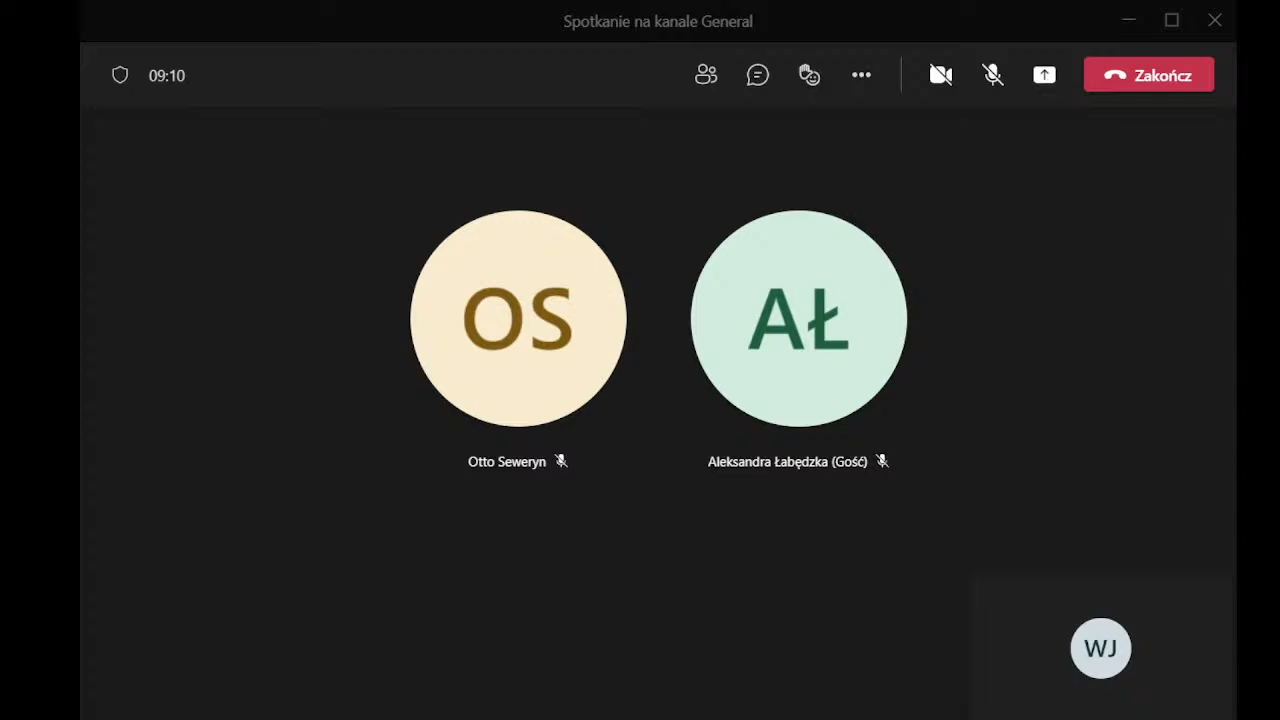 Spotkanie na kanale General
09:10
Zakończ
OS
AŁ
Otto Seweryn
Aleksandra Łabędzka (Gość)
WJ